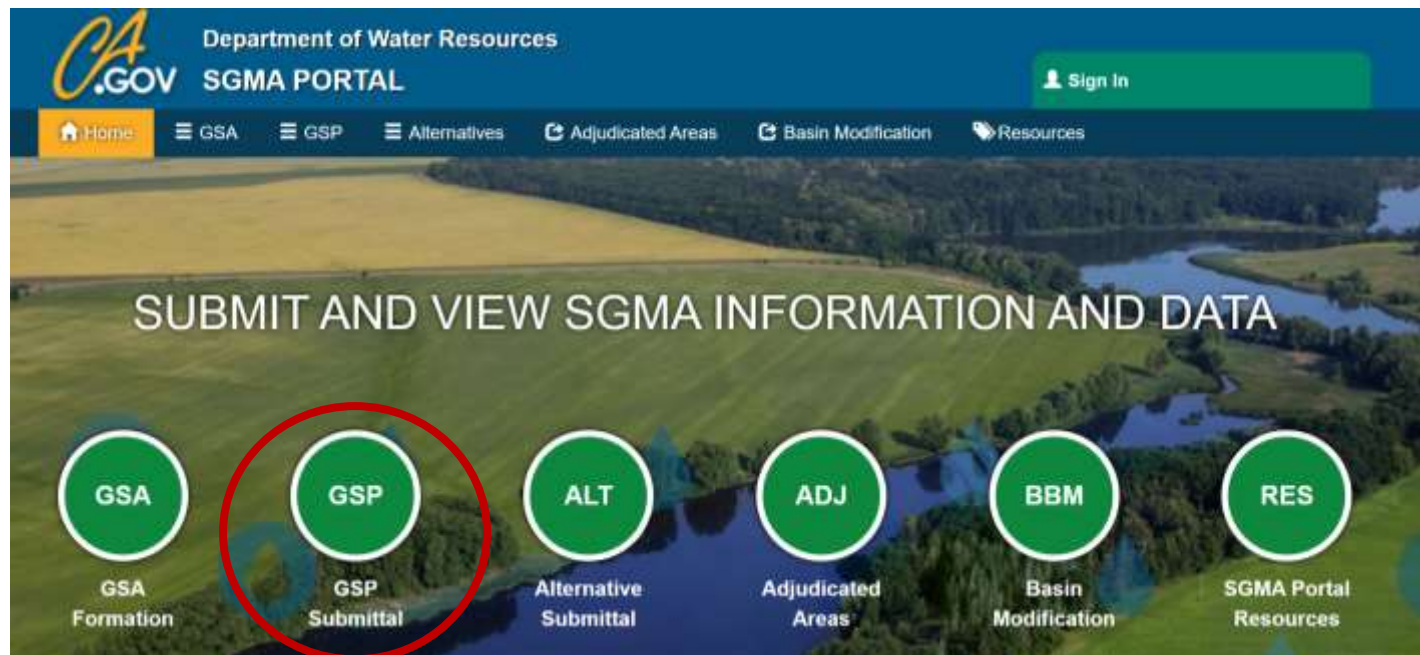 CA
.GOV
Department of Water Resources
SGMA PORTAL
Sign In
Home GSA GSP Alternatives Adjudicated Areas Basin Modification Resources
SUBMIT AND VIEW SGMA INFORMATION AND DATA
GSA GSP ALT ADJ BBM RES
GSA
Formation
GSP
Submittal
Alternative
Submittal
Adjudicated
Areas
Basin
Modification
SGMA Portal
Resources